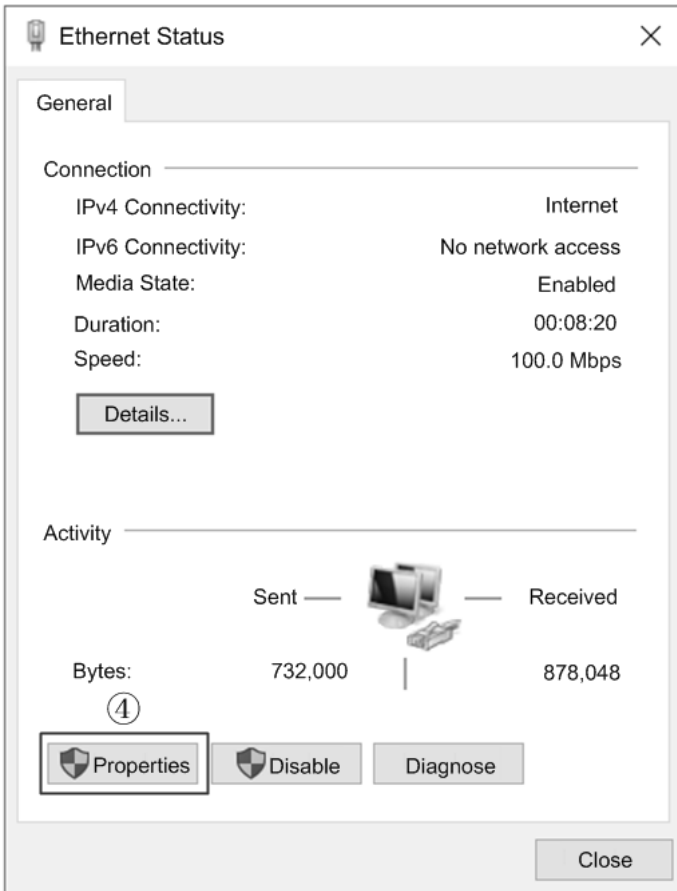 Ethernet Status
General
Connection
IPv4 Connectivity: Internet
IPv6 Connectivity: No network access
Media State: Enabled
Duration: 00:08:20
Speed: 100.0 Mbps
Details...
Activity
Sent Received
Bytes: 732,000 878,048
④
Properties Disable Diagnose
Close